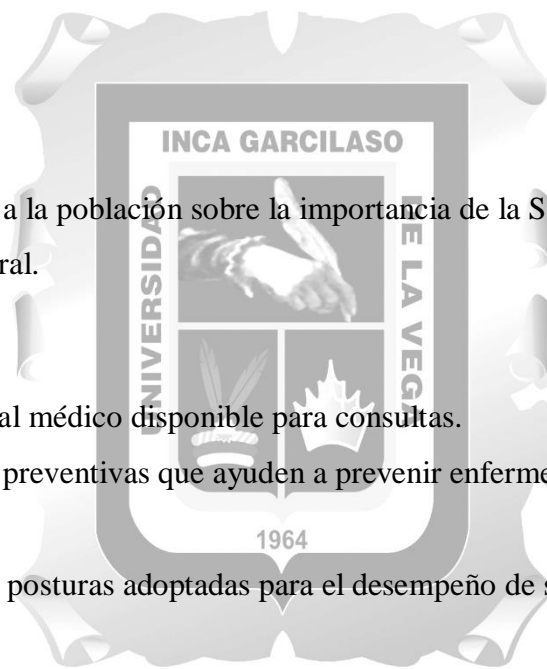 INCA GARCILASO
UNIVERSIDAD
DE LA VEGA
a la población sobre la importancia de la S
ral.
al médico disponible para consultas.
preventivas que ayuden a prevenir enferme
1964
posturas adoptadas para el desempeño de s